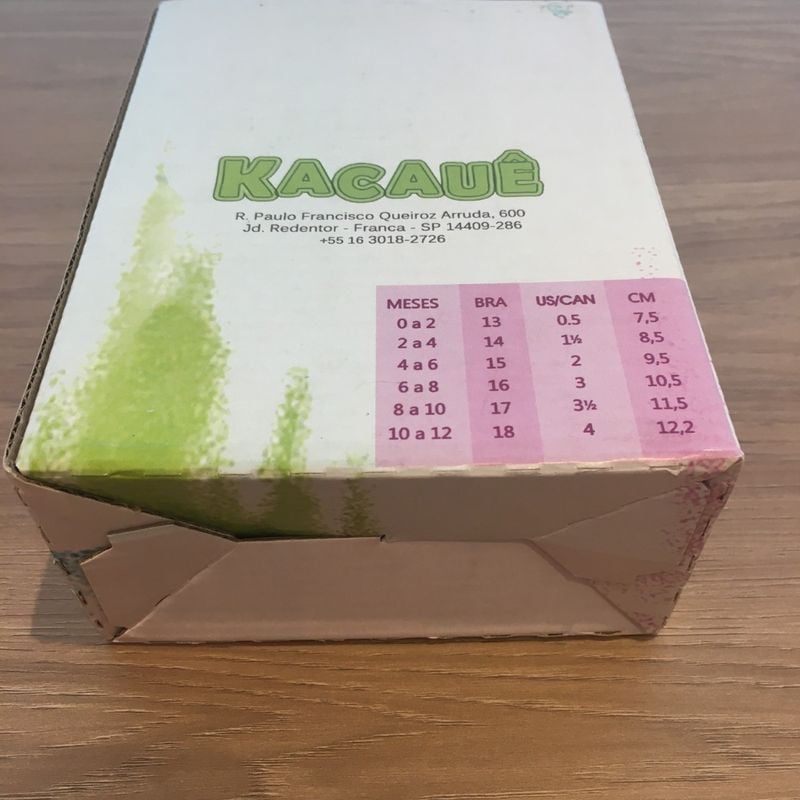 KACAUÊ
R. Paulo Francisco Queiroz Arruda, 600
Jd. Redentor - Franca - SP 14409-286
+55 16 3018-2726
MESES BRA US/CAN CM
0 a 2 13 0.5 7,5
2 a 4 14 1½ 8,5
4 a 6 15 2 9,5
6 a 8 16 3 10,5
8 a 10 17 3½ 11,5
10 a 12 18 4 12,2